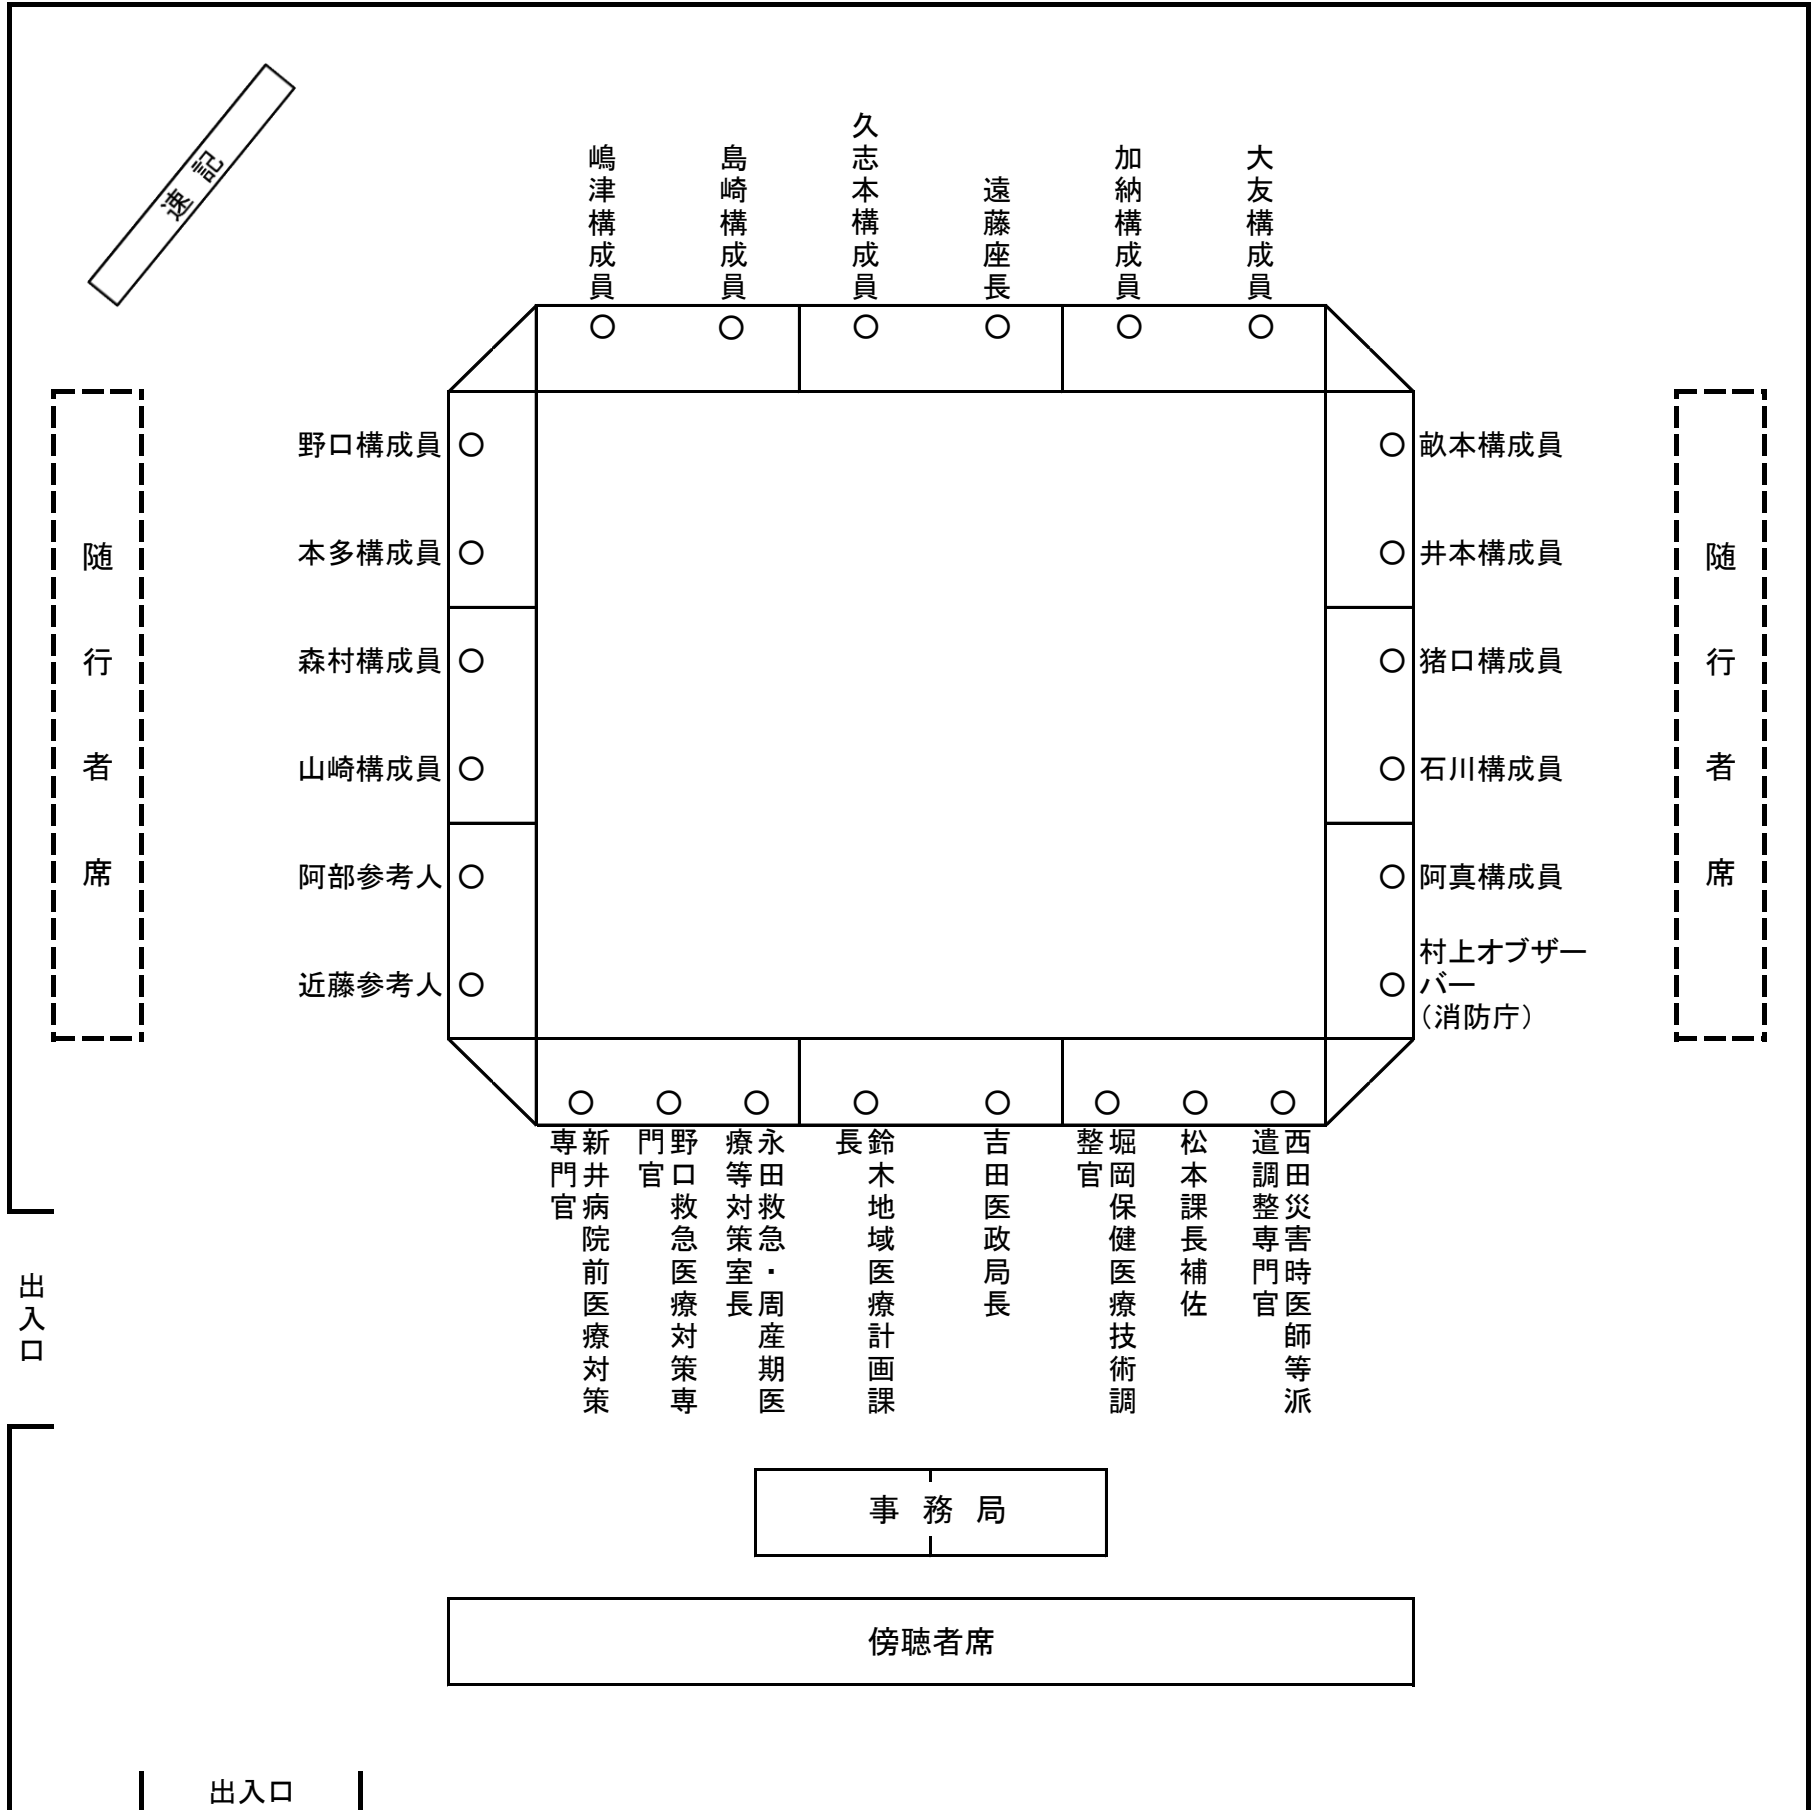 速記
嶋津構成員
島崎構成員
久志本構成員
遠藤座長
加納構成員
大友構成員
野口構成員
本多構成員
森村構成員
山崎構成員
阿部参考人
近藤参考人
畝本構成員
井本構成員
猪口構成員
石川構成員
阿真構成員
村上オブザー
バー
（消防庁）
随行者席
随行者席
新井病院前医療対策
専門官
野口救急医療対策専
門官
永田救急・周産期医
療等対策室長
鈴木地域医療計画課
長
吉田医政局長
堀岡保健医療技術調
整官
松本課長補佐
西田災害時医師等派
遣調整専門官
出入口
事務局
傍聴者席
出入口